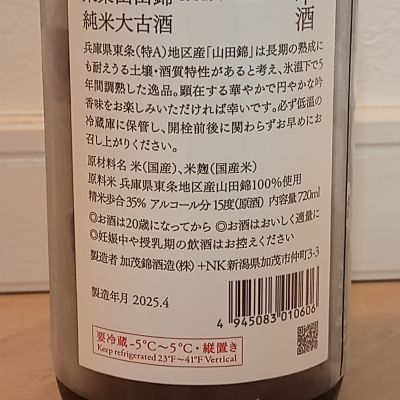 純米大古酒
酒
兵庫県東条(特A)地区産「山田錦」は長期の熟成に
も耐えうる土壌・酒質特性があると考え、氷温下で5
年間調熟した逸品。顕在する華やかで円やかな吟
香味をお楽しみいただければ幸いです。必ず低温の
冷蔵庫に保管し、開栓前後に関わらずお早めにお
召し上がりください。
原材料名 米(国産)、米麹(国産米)
原料米 兵庫県東条地区産山田錦100%使用
精米歩合35% アルコール分15度(原酒) 内容量720ml
◎お酒は20歳になってから ◎お酒はおいしく適量に
◎妊娠中や授乳期の飲酒はお控えください
製造者 加茂錦酒造(株) +NK新潟県加茂市仲町3-3
製造年月 2025.4
4 945083 010606
要冷蔵-5℃~5℃・縦置き
Keep refrigerated 23°F~41°F Vertical